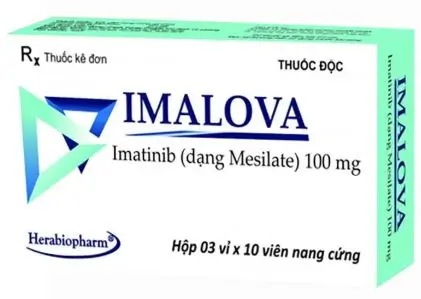 Rx Thuốc kê đơn
THUỐC ĐỘC
IMALOVA
Imatinib (dạng Mesilate) 100 mg
Herabiopharm®
Hộp 03 vỉ x 10 viên nang cứng
IMALOVA
Imatinib (dạng
Mesilate) 100 mg